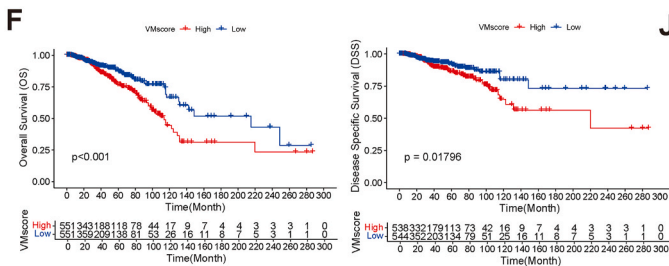 F
J
VMscore High Low
Overall Survival (OS)
1.00
0.75
0.50
0.25
0.00
p<0.001
0 20 40 60 80 100 120 140 160 180 200 220 240 260 280 300
Time(Month)
VMscore
High 551 343 188 118 78 44 17 9 7 4 4 3 3 3 1 0
Low 551 359 209 138 81 53 26 16 11 8 7 5 3 1 1 0
0 20 40 60 80 100 120 140 160 180 200 220 240 260 280 300
Time(Month)
VMscore High Low
Disease Specific Survival (DSS)
1.00
0.75
0.50
0.25
0.00
p = 0.01796
0 20 40 60 80 100 120 140 160 180 200 220 240 260 280 300
Time(Month)
VMscore
High 538 332 179 113 73 42 16 9 7 4 4 3 3 3 1 0
Low 544 352 203 134 79 51 25 16 11 8 7 5 3 1 1 0
0 20 40 60 80 100 120 140 160 180 200 220 240 260 280 300
Time(Month)